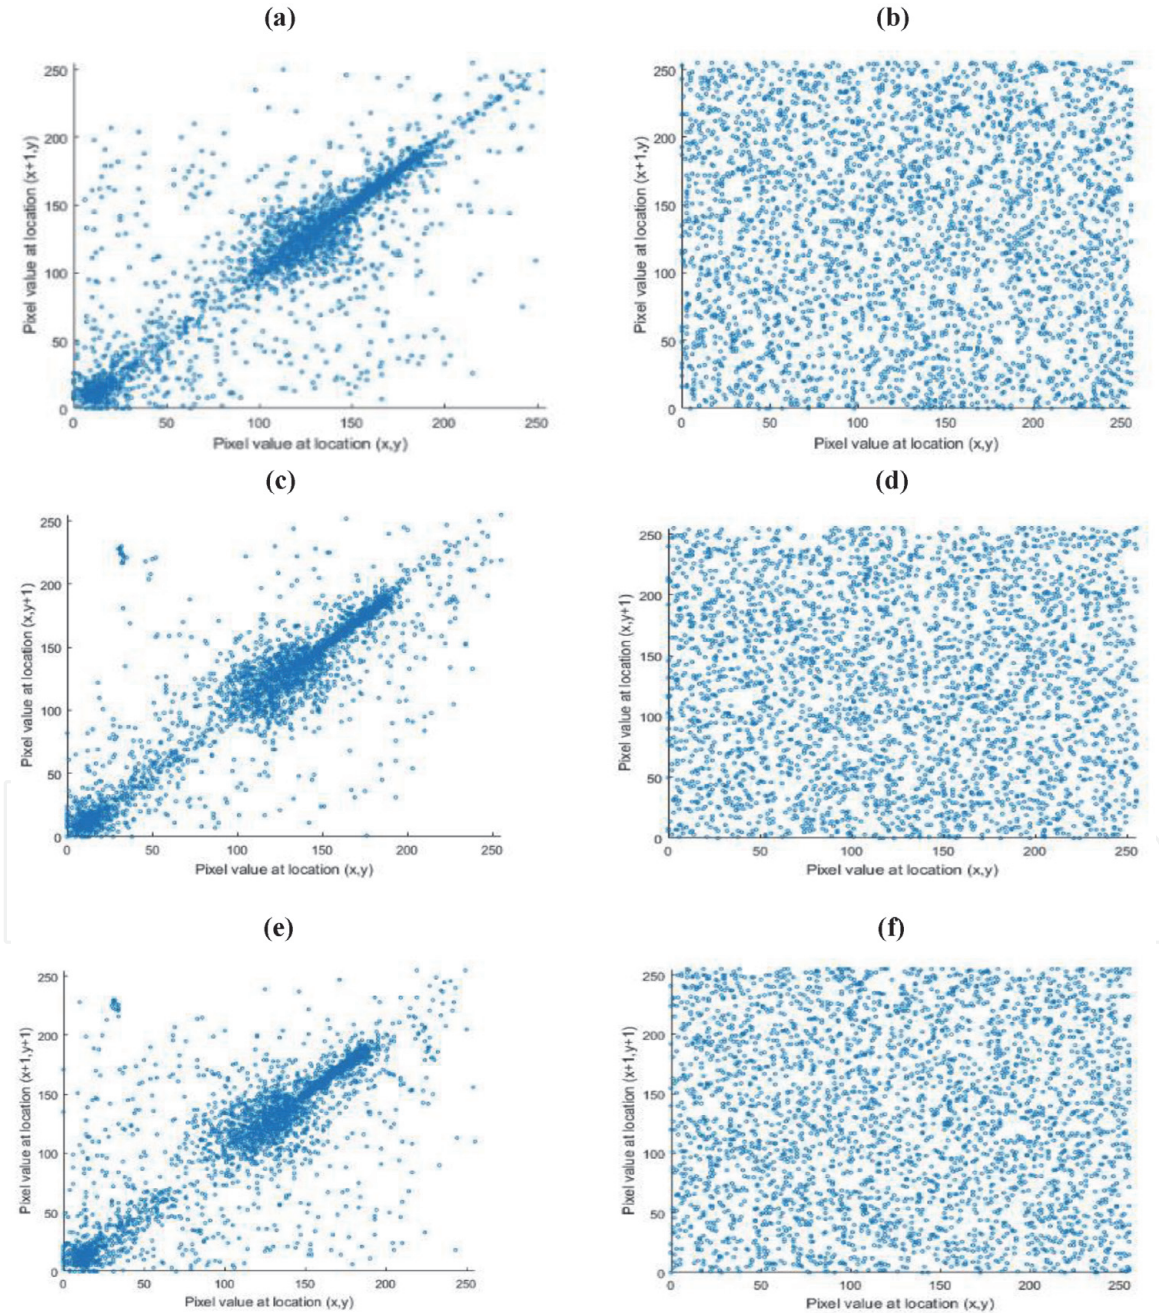 (a)
250
200
150
100
50
0
Pixel value at location (x+1,y)
0 50 100 150 200 250
Pixel value at location (x,y)
(b)
250
200
150
100
50
0
Pixel value at location (x+1,y)
0 50 100 150 200 250
Pixel value at location (x,y)
(c)
250
200
150
100
50
0
Pixel value at location (x,y+1)
0 50 100 150 200 250
Pixel value at location (x,y)
(d)
250
200
150
100
50
0
Pixel value at location (x,y+1)
0 50 100 150 200 250
Pixel value at location (x,y)
(e)
250
200
150
100
50
0
Pixel value at location (x+1,y+1)
0 50 100 150 200 250
Pixel value at location (x,y)
(f)
250
200
150
100
50
0
Pixel value at location (x+1,y+1)
0 50 100 150 200 250
Pixel value at location (x,y)